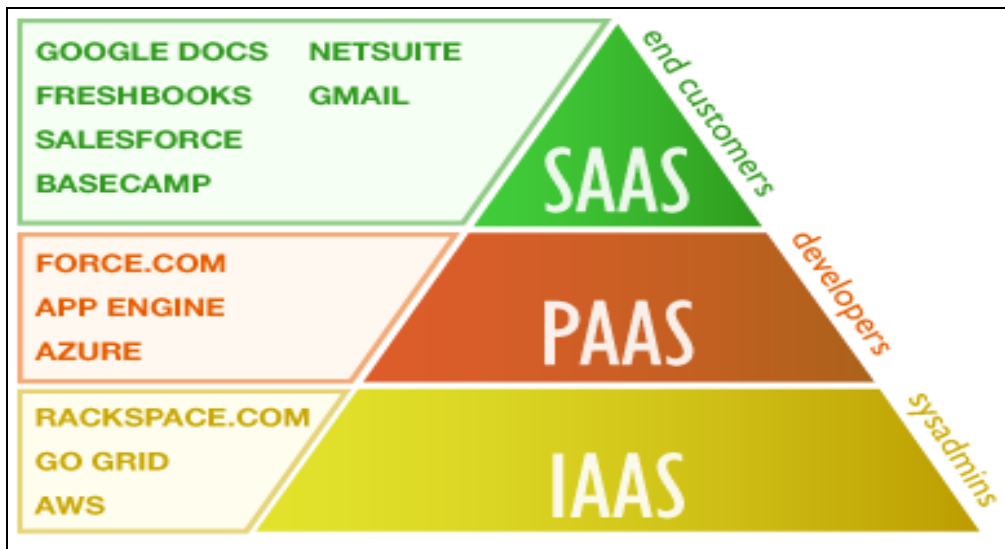 GOOGLE DOCS NETSUITE
FRESHBOOKS GMAIL
SALESFORCE
BASECAMP
SAAS
end customers
FORCE.COM
APP ENGINE
AZURE
PAAS
developers
RACKSPACE.COM
GO GRID
AWS
IAAS
sysadmins